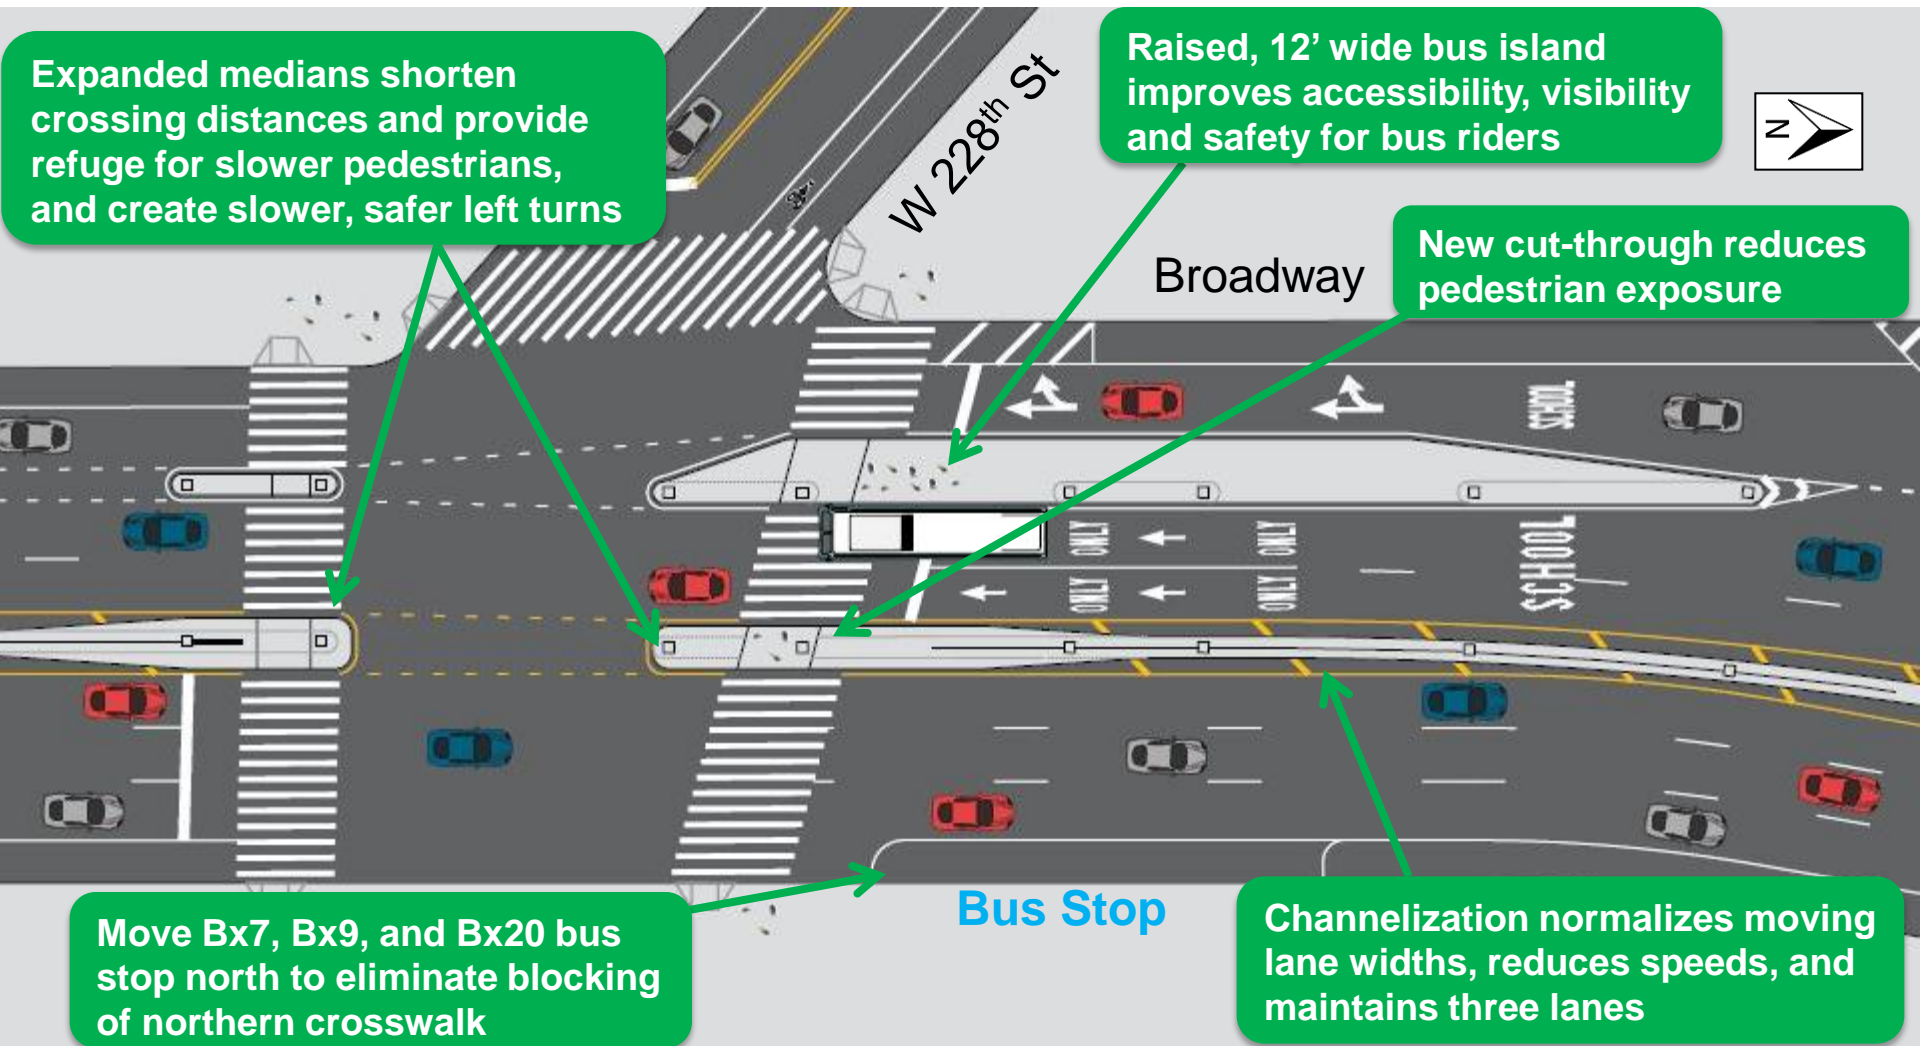 Expanded medians shorten
crossing distances and provide
refuge for slower pedestrians,
and create slower, safer left turns
W 228th St
Raised, 12’ wide bus island
improves accessibility, visibility
and safety for bus riders
N
Broadway
New cut-through reduces
pedestrian exposure
SCHOOL
ONLY
ONLY
SCHOOL
ONLY
ONLY
Move Bx7, Bx9, and Bx20 bus
stop north to eliminate blocking
of northern crosswalk
Bus Stop
Channelization normalizes moving
lane widths, reduces speeds, and
maintains three lanes